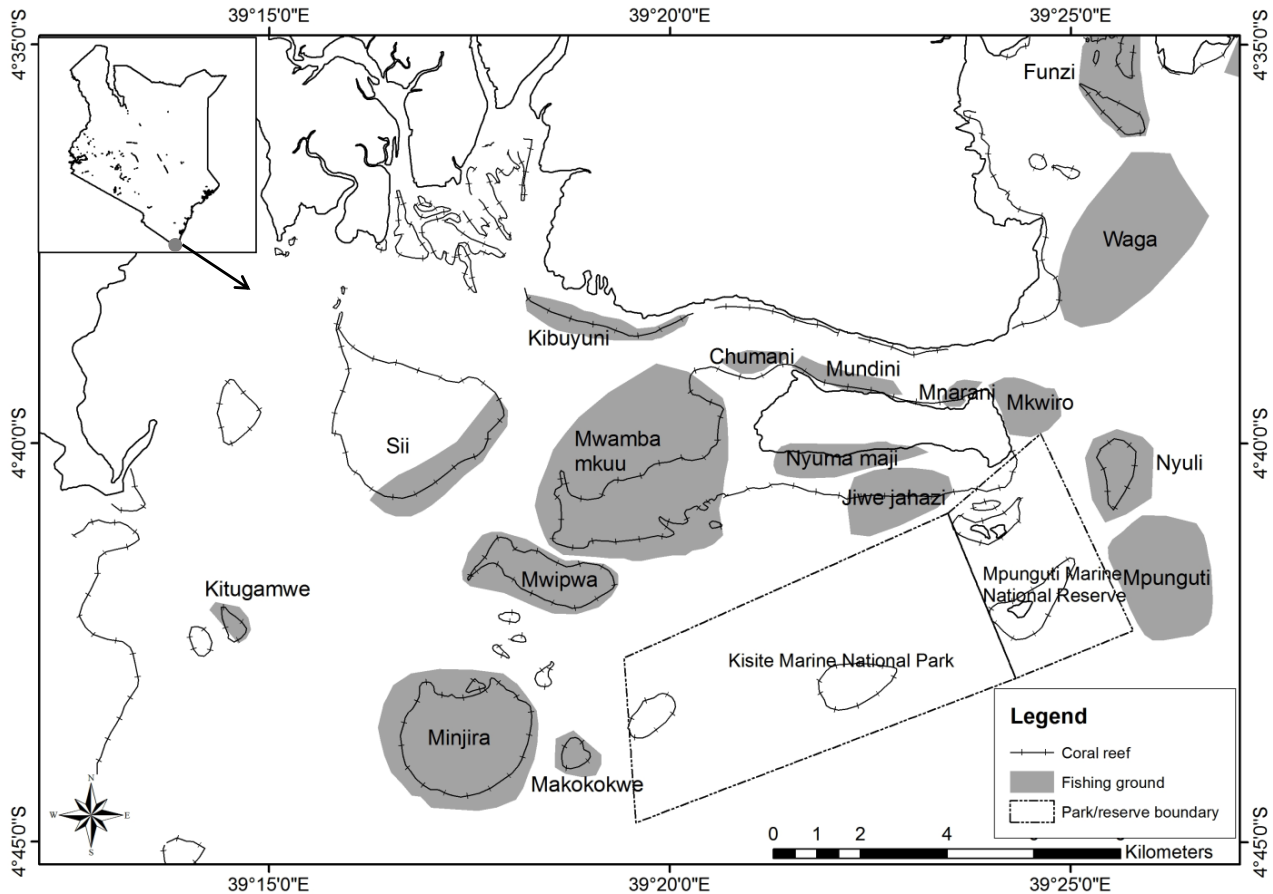 39°15'0"E
39°20'0"E
39°25'0"E
4°35'0"S
4°35'0"S
Funzi
Waga
Kibuyuni
Chumani
Mundini
Mnarani
Mkwiro
Sii
Mwamba
mkuu
4°40'0"S
4°40'0"S
Nyuma maji
Nyuli
Jiwe jahazi
Mwipwa
Mpunguti Marine
National Reserve
Mpunguti
Kitugamwe
Kisite Marine National Park
Minjira
Makokokwe
Legend
Coral reef
Fishing ground
Park/reserve boundary
N
W
E
S
0
1
2
4
Kilometers
4°45'0"S
4°45'0"S
39°15'0"E
39°20'0"E
39°25'0"E